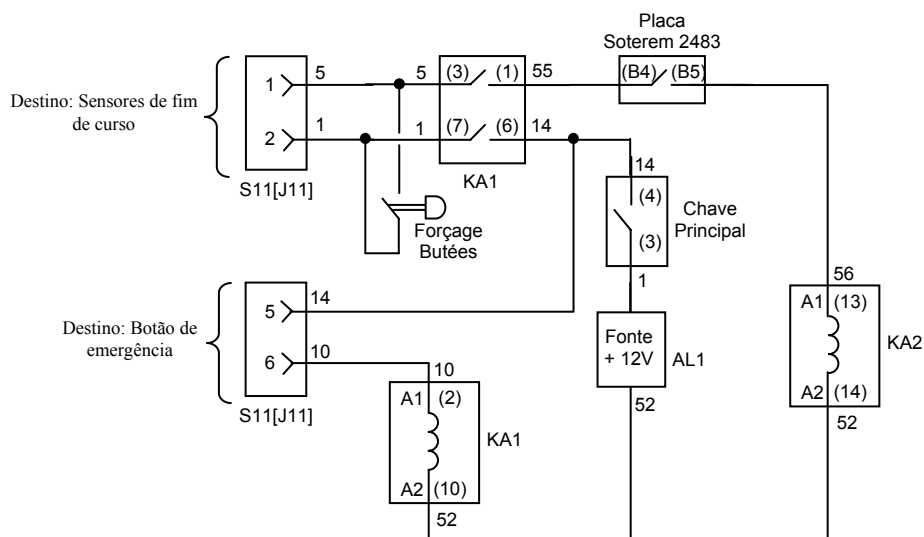 Placa
Soterem 2483
Destino: Sensores de fim
de curso
1
5
5
(3)
(1)
55
(B4)
(B5)
2
1
1
(7)
(6)
14
S11[J11]
KA1
14
Forçage
Butées
(4)
(3)
Chave
Principal
1
56
Destino: Botão de
emergência
5
14
6
10
S11[J11]
10
A1
(2)
A2
(10)
KA1
52
Fonte
+ 12V
AL1
52
A1
(13)
A2
(14)
KA2
52